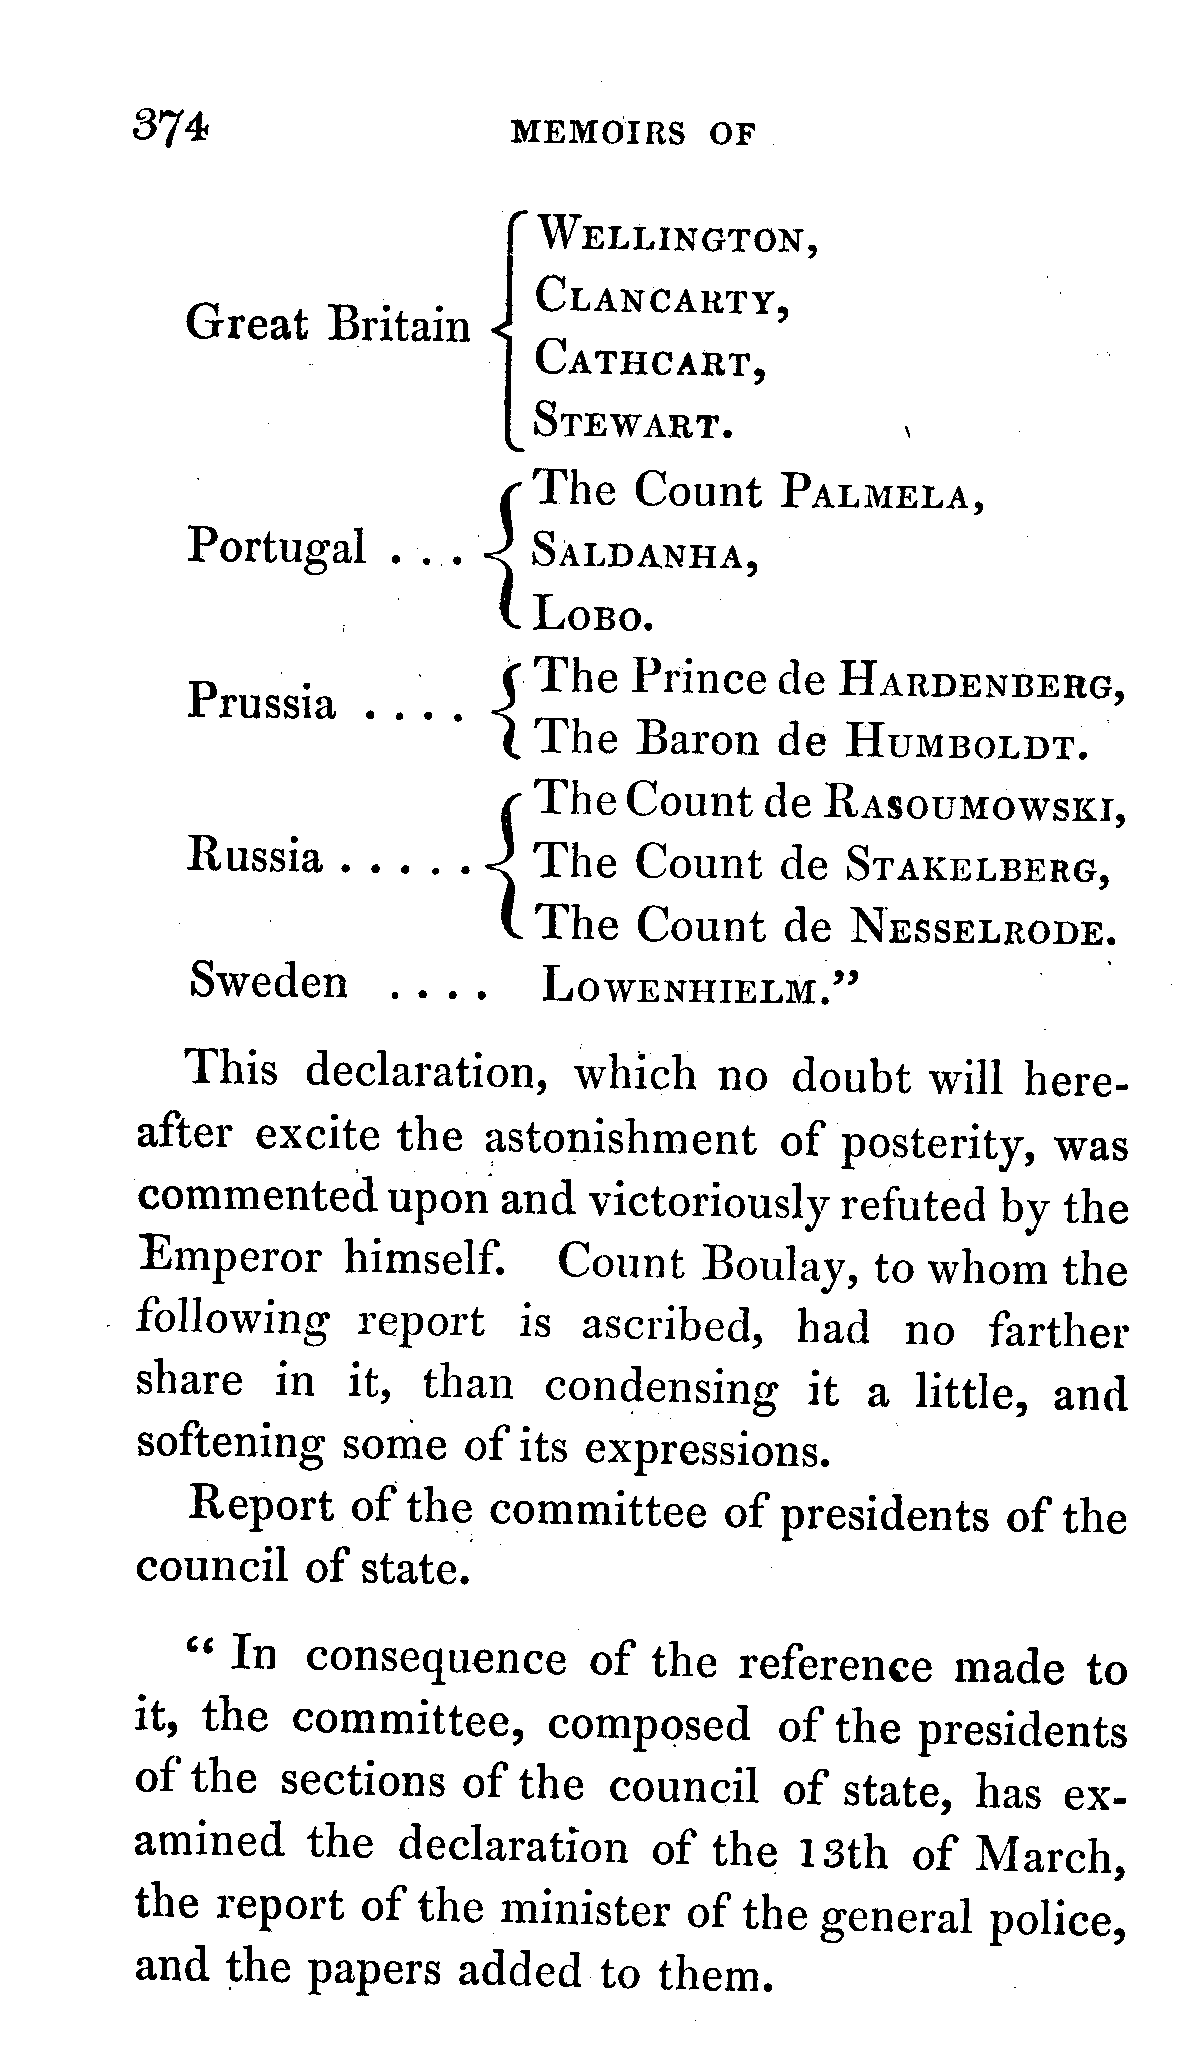 374 MEMOIRS OF
WELLINGTON,
CLANCARTY,
Great Britain
CATHCART,
STEWART.
The Count PALMELA,
Portugal . . . SALDANHA,
LOBO.
The Prince de HARDENBERG,
Prussia . . . .
The Baron de HUMBOLDT.
The Count de RASOUMOWSKI,
Russia . . . . . The Count de STAKELBERG,
The Count de NESSELRODE.
Sweden . . . . LOWENHIELM.”
This declaration, which no doubt will here-
after excite the astonishment of posterity, was
commented upon and victoriously refuted by the
Emperor himself. Count Boulay, to whom the
following report is ascribed, had no farther
share in it, than condensing it a little, and
softening some of its expressions.
Report of the committee of presidents of the
council of state.
“ In consequence of the reference made to
it, the committee, composed of the presidents
of the sections of the council of state, has ex-
amined the declaration of the 13th of March,
the report of the minister of the general police,
and the papers added to them.